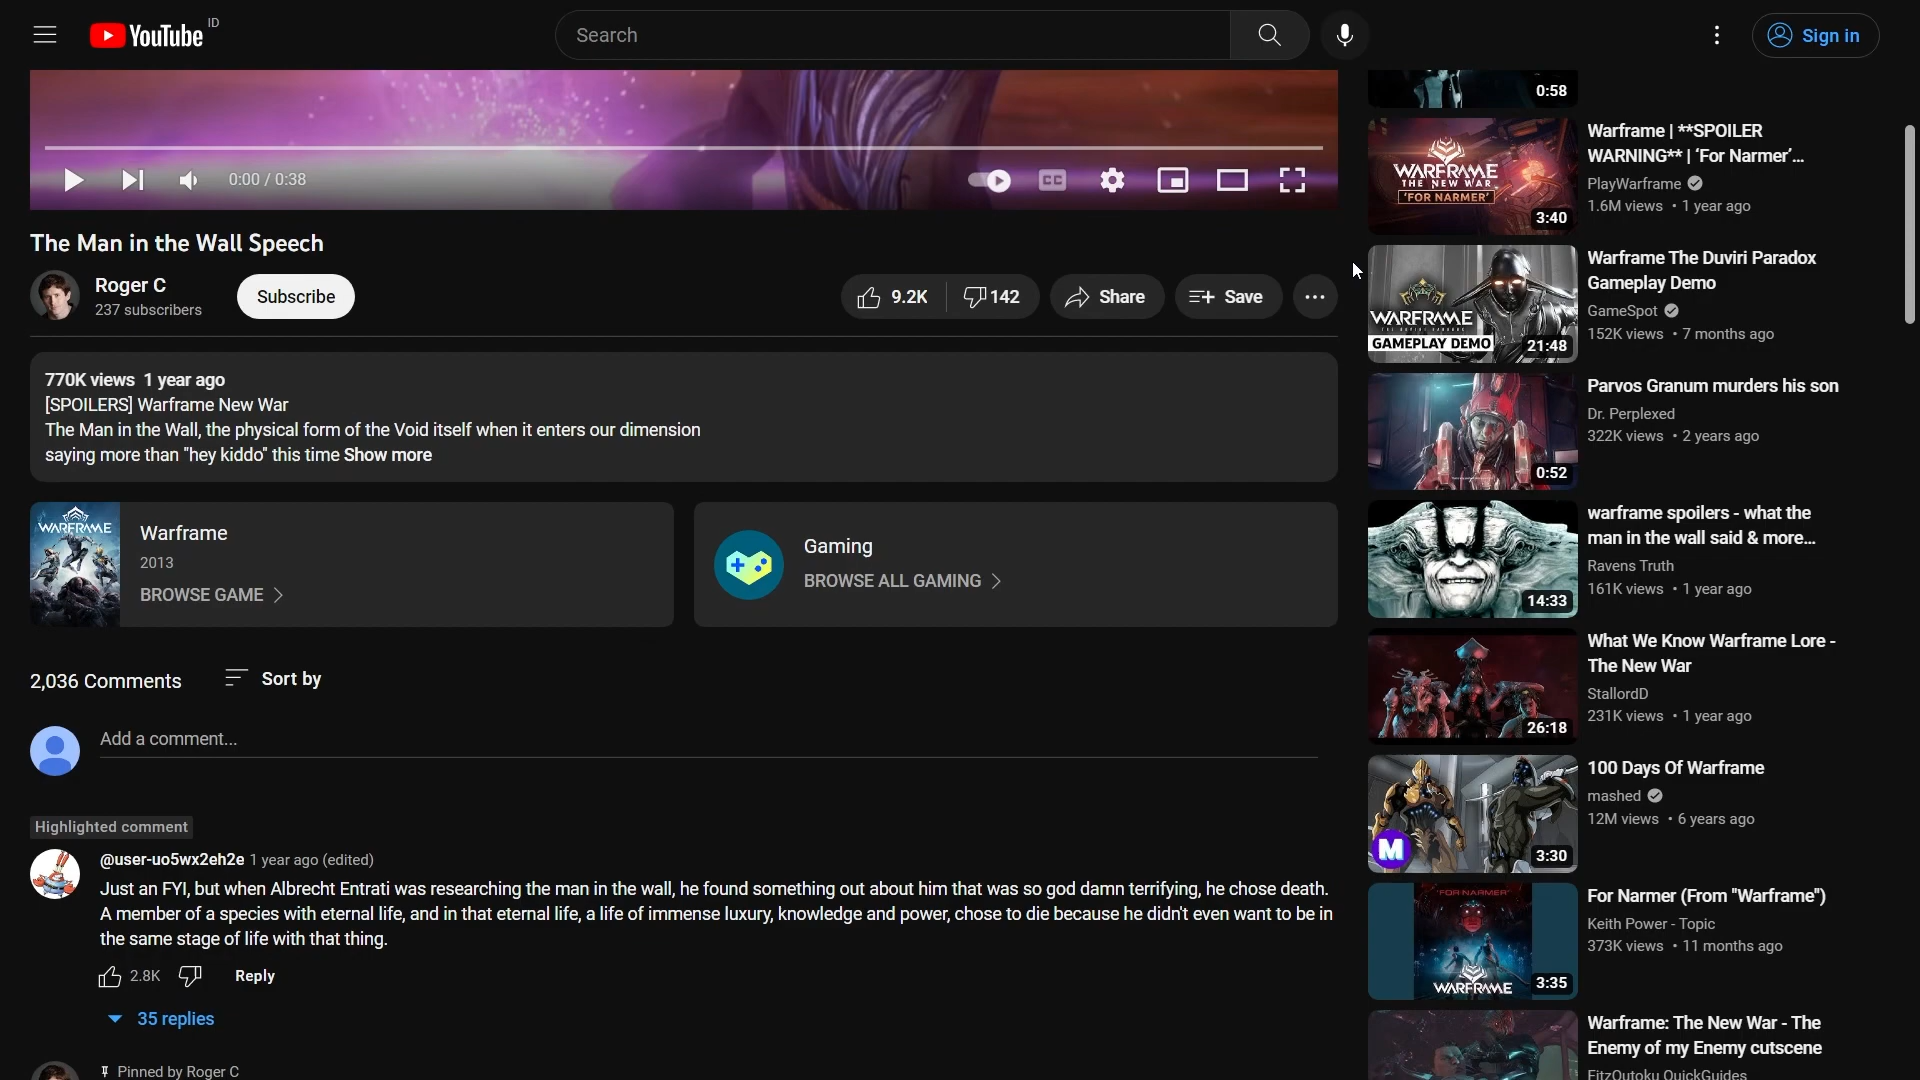 YouTube ID
Search
Sign in
0:00 / 0:38
CC
The Man in the Wall Speech
Roger C
237 subscribers
Subscribe
9.2K
142
Share
Save
770K views 1 year ago
[SPOILERS] Warframe New War
The Man in the Wall, the physical form of the Void itself when it enters our dimension
saying more than "hey kiddo" this time Show more
WARFRAME
Warframe
2013
BROWSE GAME
Gaming
BROWSE ALL GAMING
2,036 Comments
Sort by
Add a comment...
Highlighted comment
@user-uo5wx2eh2e 1 year ago (edited)
Just an FYI, but when Albrecht Entrati was researching the man in the wall, he found something out about him that was so god damn terrifying, he chose death.
A member of a species with eternal life, and in that eternal life, a life of immense luxury, knowledge and power, chose to die because he didn't even want to be in
the same stage of life with that thing.
2.8K
Reply
35 replies
Pinned by Roger C
0:58
WARFRAME
THE NEW WAR
'FOR NARMER'
3:40
Warframe | **SPOILER
WARNING** | 'For Narmer'...
PlayWarframe
1.6M views • 1 year ago
WARFRAME
THE DUVIRI PARADOX
GAMEPLAY DEMO
21:48
Warframe The Duviri Paradox
Gameplay Demo
GameSpot
152K views • 7 months ago
0:52
Parvos Granum murders his son
Dr. Perplexed
322K views • 2 years ago
14:33
warframe spoilers - what the
man in the wall said & more...
Ravens Truth
161K views • 1 year ago
26:18
What We Know Warframe Lore -
The New War
StallordD
231K views • 1 year ago
M
3:30
100 Days Of Warframe
mashed
12M views • 6 years ago
"FOR NARMER"
WARFRAME
3:35
For Narmer (From "Warframe")
Keith Power - Topic
373K views • 11 months ago
Warframe: The New War - The
Enemy of my Enemy cutscene
FitzOutoku QuickGuides